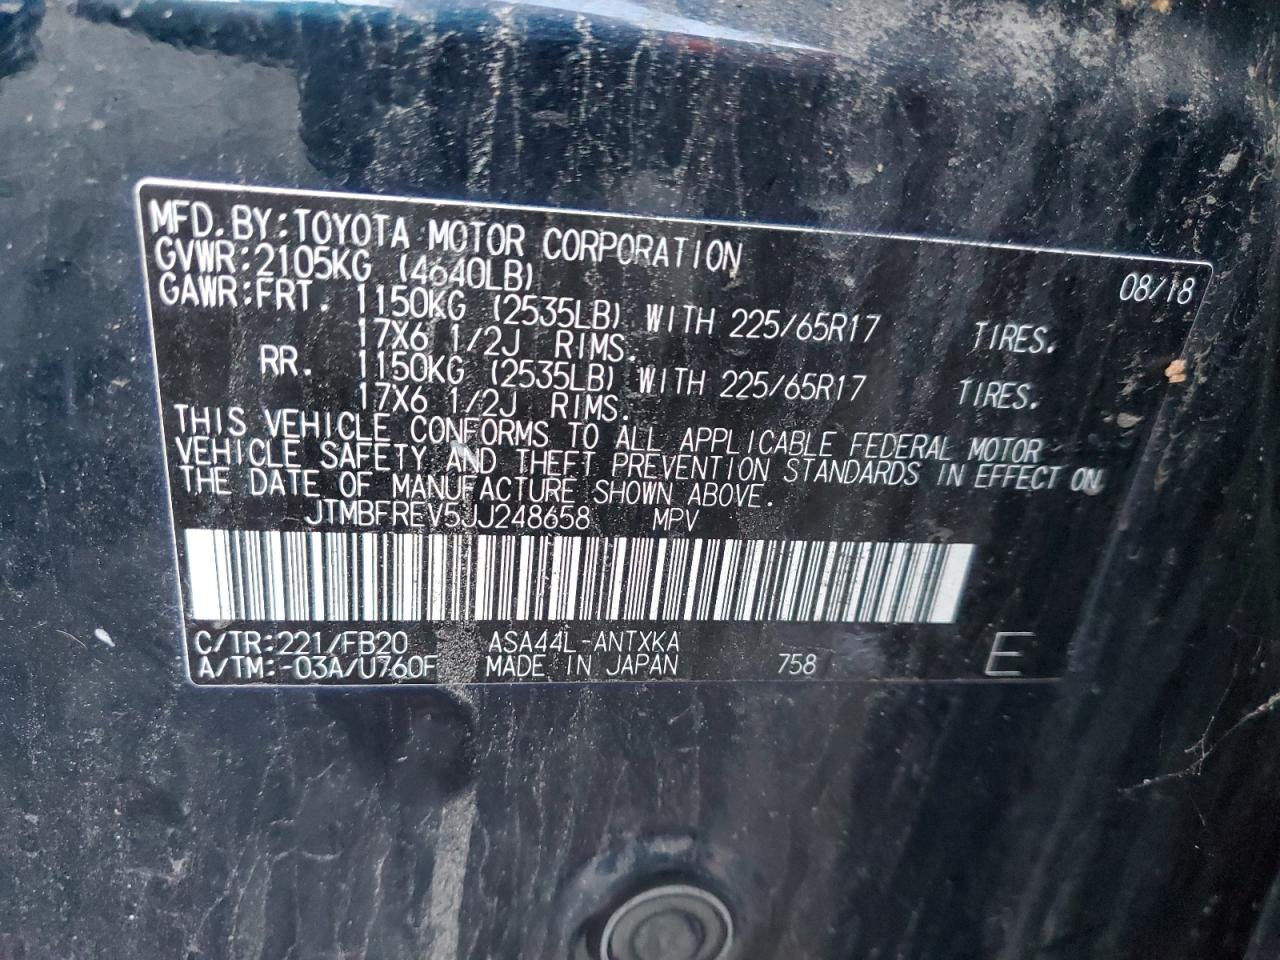 MFD.BY:TOYOTA MOTOR CORPORATION 08/18
GVWR:2105KG (4640LB)
GAWR:FRT. 1150KG (2535LB) WITH 225/65R17 TIRES.
17X6 1/2J RIMS.
RR. 1150KG (2535LB) WITH 225/65R17 TIRES.
17X6 1/2J RIMS.
THIS VEHICLE CONFORMS TO ALL APPLICABLE FEDERAL MOTOR
VEHICLE SAFETY AND THEFT PREVENTION STANDARDS IN EFFECT ON
THE DATE OF MANUFACTURE SHOWN ABOVE.
JTMBFREV5JJ248658 MPV
C/TR:221/FB20 ASA44L-ANTXKA
A/TM:-03A/U760F MADE IN JAPAN 758 E